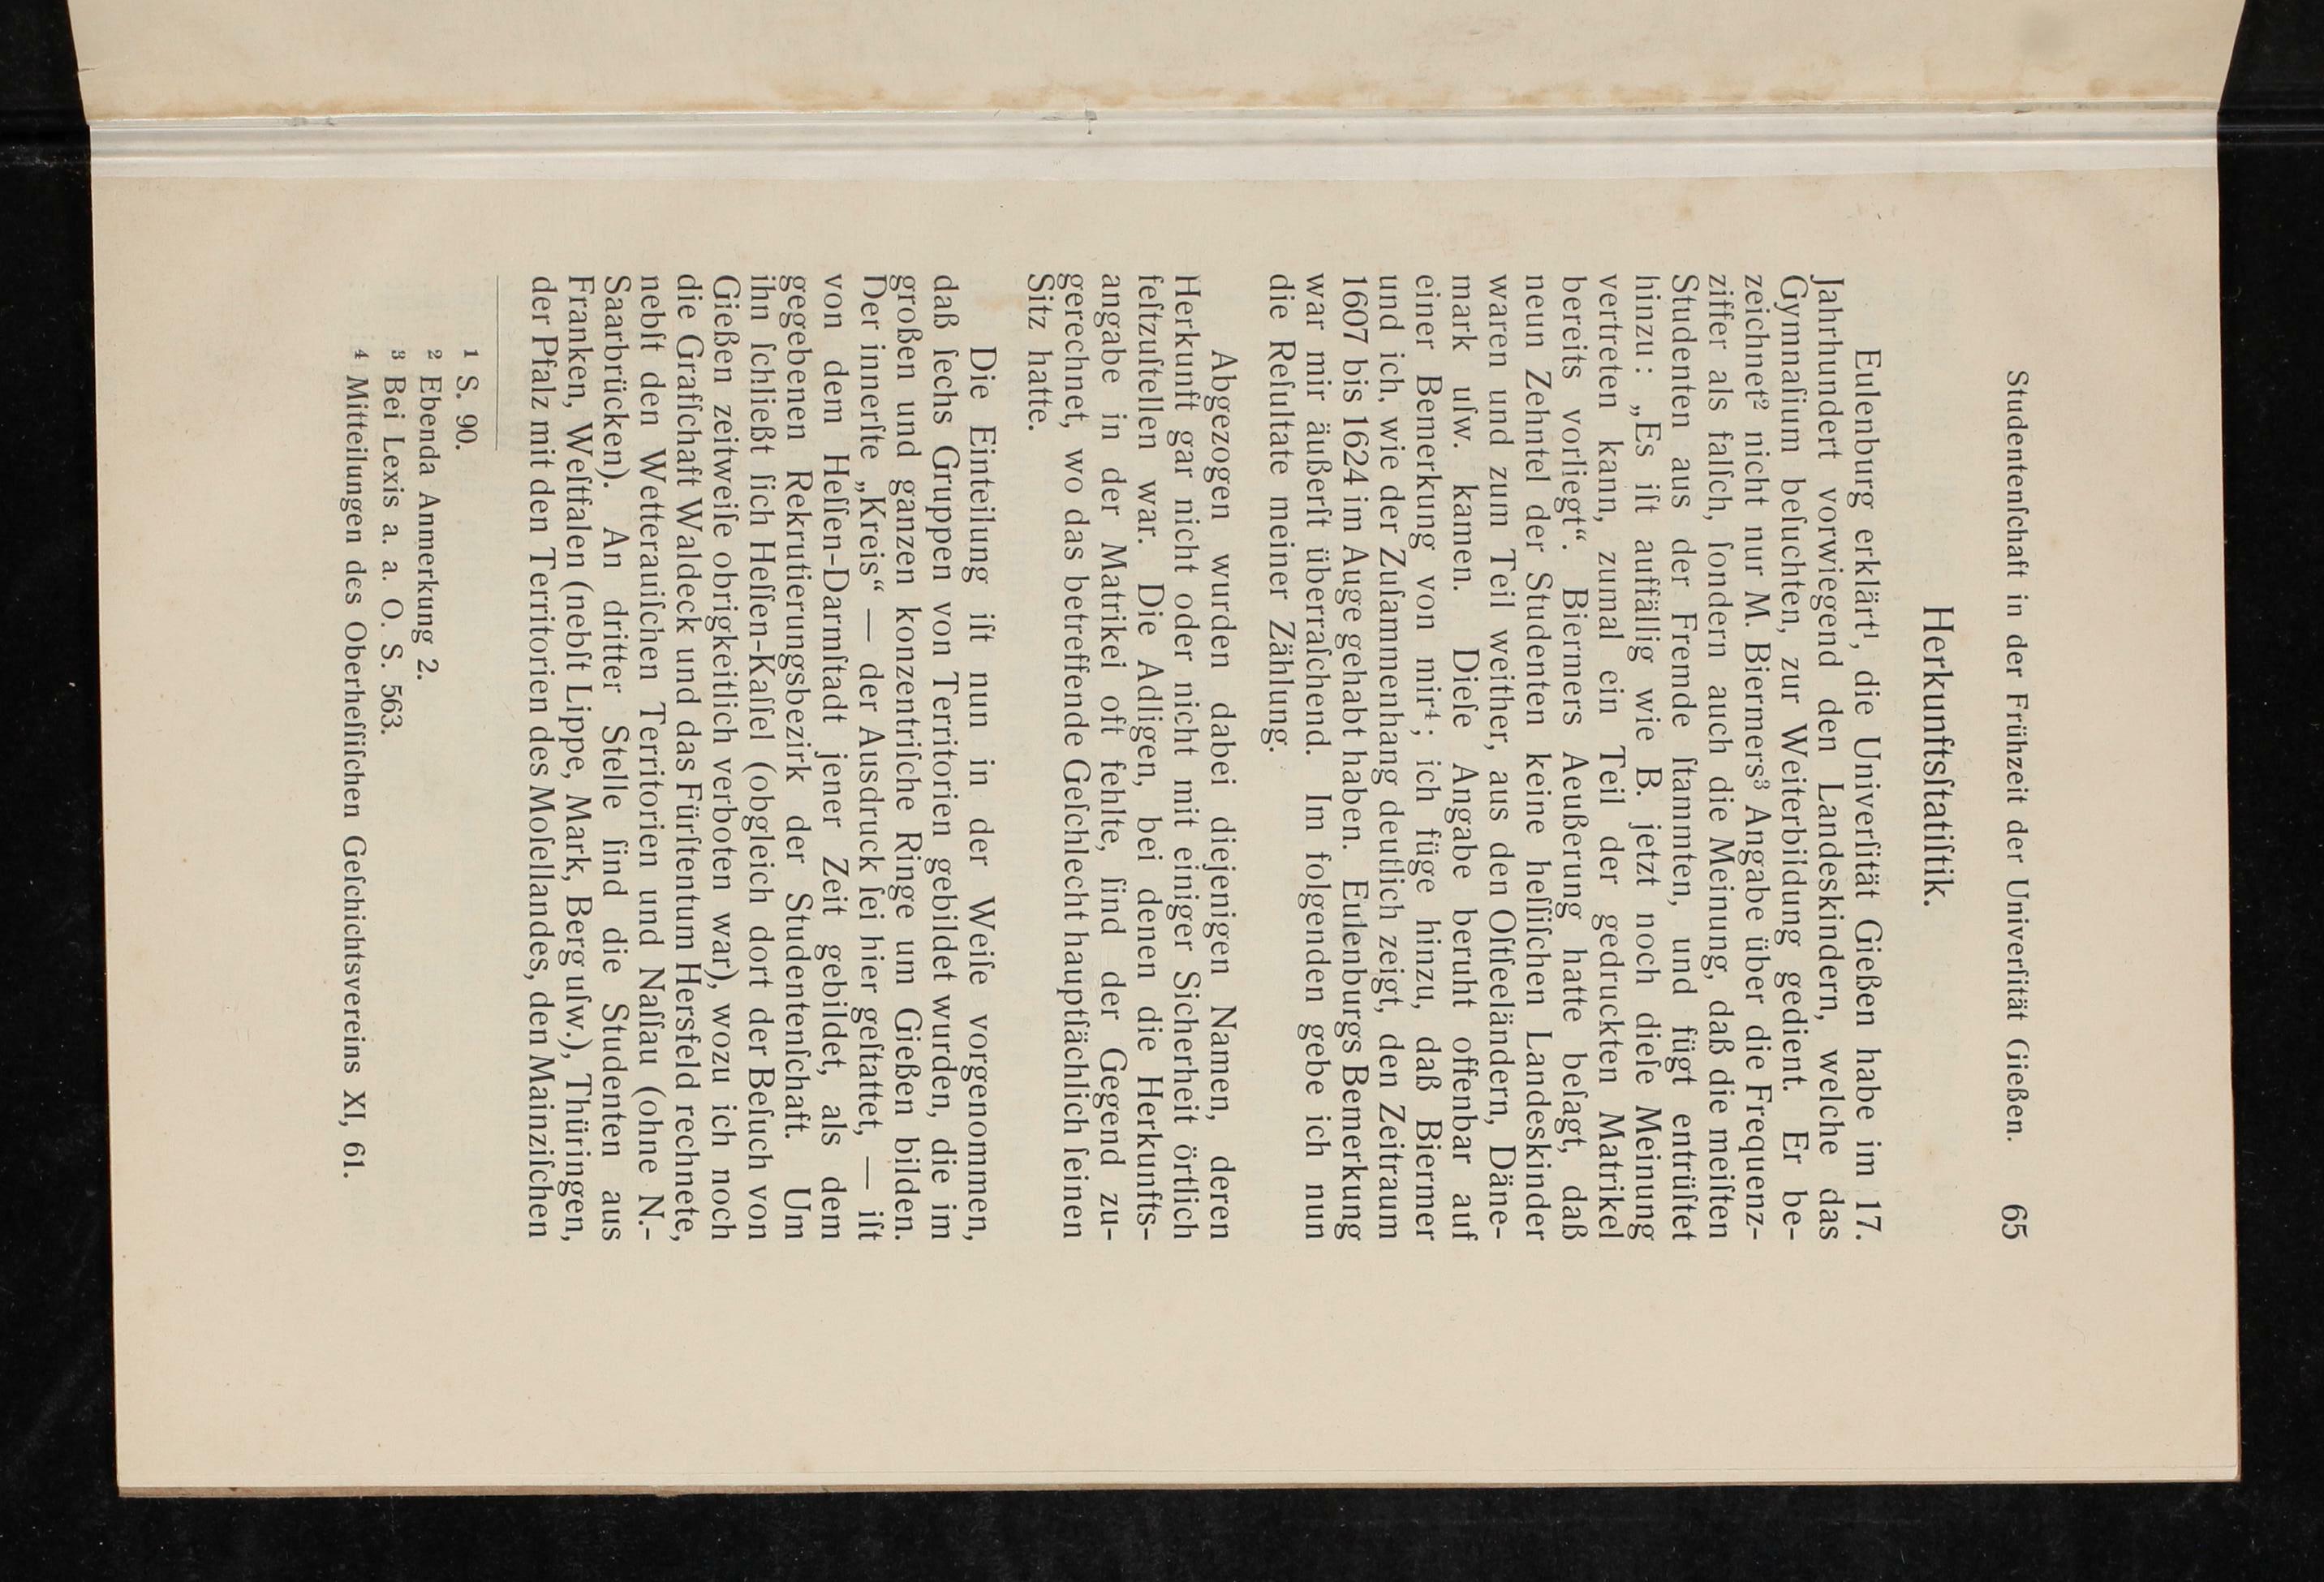 Studentenſchaft in der Frühzeit der Univerſität Gießen. 65
Herkunftsſtatiſtik.
Eulenburg erklärt¹, die Univerſität Gießen habe im 17.
Jahrhundert vorwiegend den Landeskindern, welche das
Gymnaſium beſuchten, zur Weiterbildung gedient. Er be-
zeichnet² nicht nur M. Biermers³ Angabe über die Frequenz-
ziffer als falſch, ſondern auch die Meinung, daß die meiſten
Studenten aus der Fremde ſtammten, und fügt entrüſtet
hinzu: „Es iſt auffällig wie B. jetzt noch dieſe Meinung
vertreten kann, zumal ein Teil der gedruckten Matrikel
bereits vorliegt“. Biermers Aeußerung hatte beſagt, daß
neun Zehntel der Studenten keine heſſiſchen Landeskinder
waren und zum Teil weither, aus den Oſtſeeländern, Däne-
mark uſw. kamen. Dieſe Angabe beruht offenbar auf
einer Bemerkung von mir⁴; ich füge hinzu, daß Biermer
und ich, wie der Zuſammenhang deutlich zeigt, den Zeitraum
1607 bis 1624 im Auge gehabt haben. Eulenburgs Bemerkung
war mir äußerſt überraſchend. Im folgenden gebe ich nun
die Reſultate meiner Zählung.
Abgezogen wurden dabei diejenigen Namen, deren
Herkunft gar nicht oder nicht mit einiger Sicherheit örtlich
feſtzuſtellen war. Die Adligen, bei denen die Herkunfts-
angabe in der Matrikei oft fehlte, ſind der Gegend zu-
gerechnet, wo das betreffende Geſchlecht hauptſächlich ſeinen
Sitz hatte.
Die Einteilung iſt nun in der Weiſe vorgenommen,
daß ſechs Gruppen von Territorien gebildet wurden, die im
großen und ganzen konzentriſche Ringe um Gießen bilden.
Der innerſte „Kreis“ — der Ausdruck ſei hier geſtattet, — iſt
von dem Heſſen-Darmſtadt jener Zeit gebildet, als dem
gegebenen Rekrutierungsbezirk der Studentenſchaft. Um
ihn ſchließt ſich Heſſen-Kaſſel (obgleich dort der Beſuch von
Gießen zeitweiſe obrigkeitlich verboten war), wozu ich noch
die Grafſchaft Waldeck und das Fürſtentum Hersfeld rechnete,
nebſt den Wetterauiſchen Territorien und Naſſau (ohne N.-
Saarbrücken). An dritter Stelle ſind die Studenten aus
Franken, Weſtfalen (nebſt Lippe, Mark, Berg uſw.), Thüringen,
der Pfalz mit den Territorien des Moſellandes, den Mainziſchen
¹ S. 90.
² Ebenda Anmerkung 2.
³ Bei Lexis a. a. O. S. 563.
⁴ Mitteilungen des Oberheſſiſchen Geſchichtsvereins XI, 61.